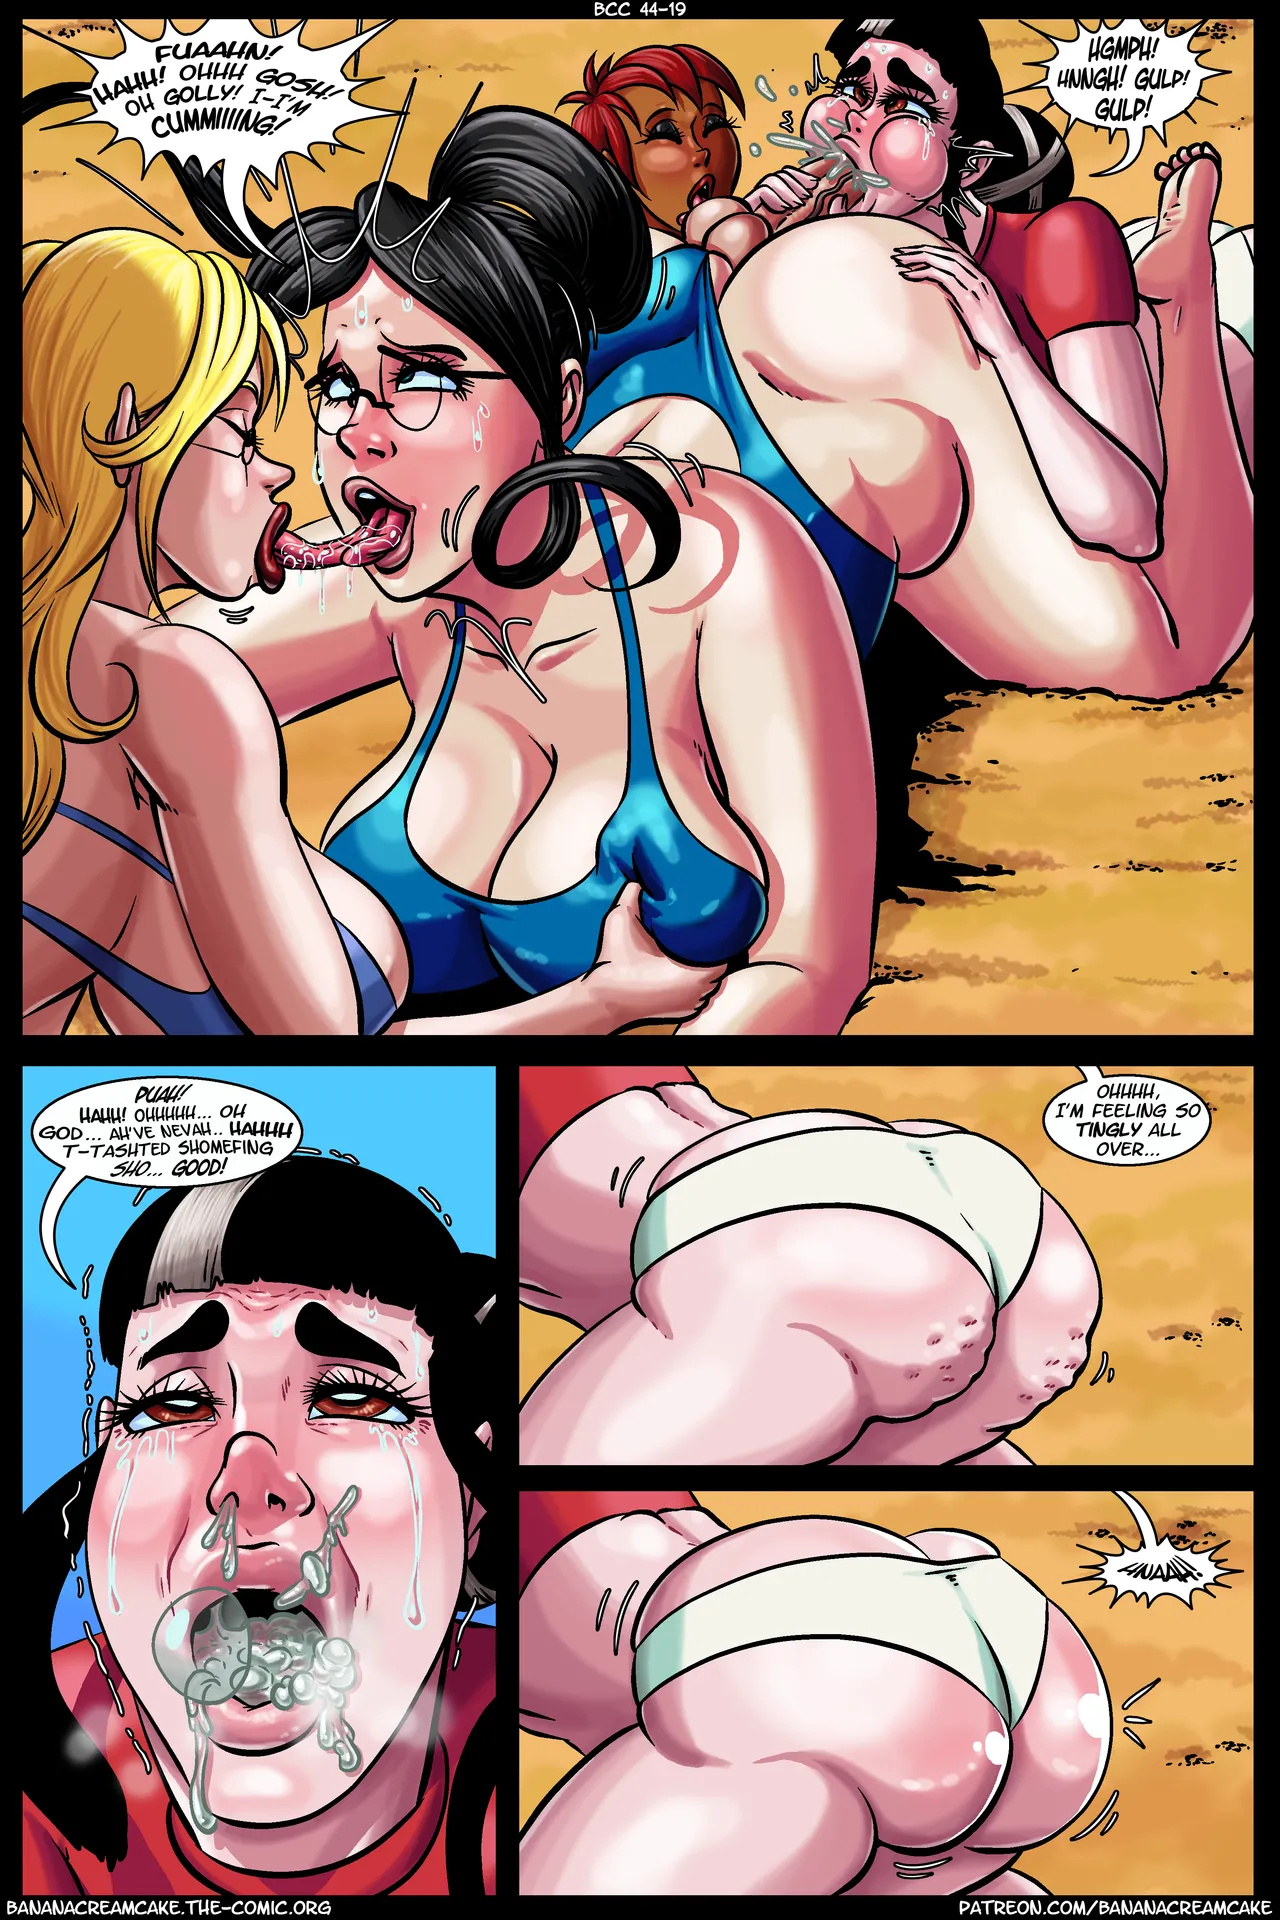 BCC 44-19
FUAAHN!
HAHH! OHHH GOSH!
OH GOLLY! I-I'M
CUMMIIIING!
HGMPH!
HNNGH! GULP!
GULP!
PUAH!
HAHH! OHHHHH... OH
GOD... AH'VE NEVAH.. HAHHH
T-TASHTED SHOMEFING
SHO... GOOD!
OHHHH,
I'M FEELING SO
TINGLY ALL
OVER...
HNAAH!
BANANACREAMCAKE.THE-COMIC.ORG
PATREON.COM/BANANACREAMCAKE